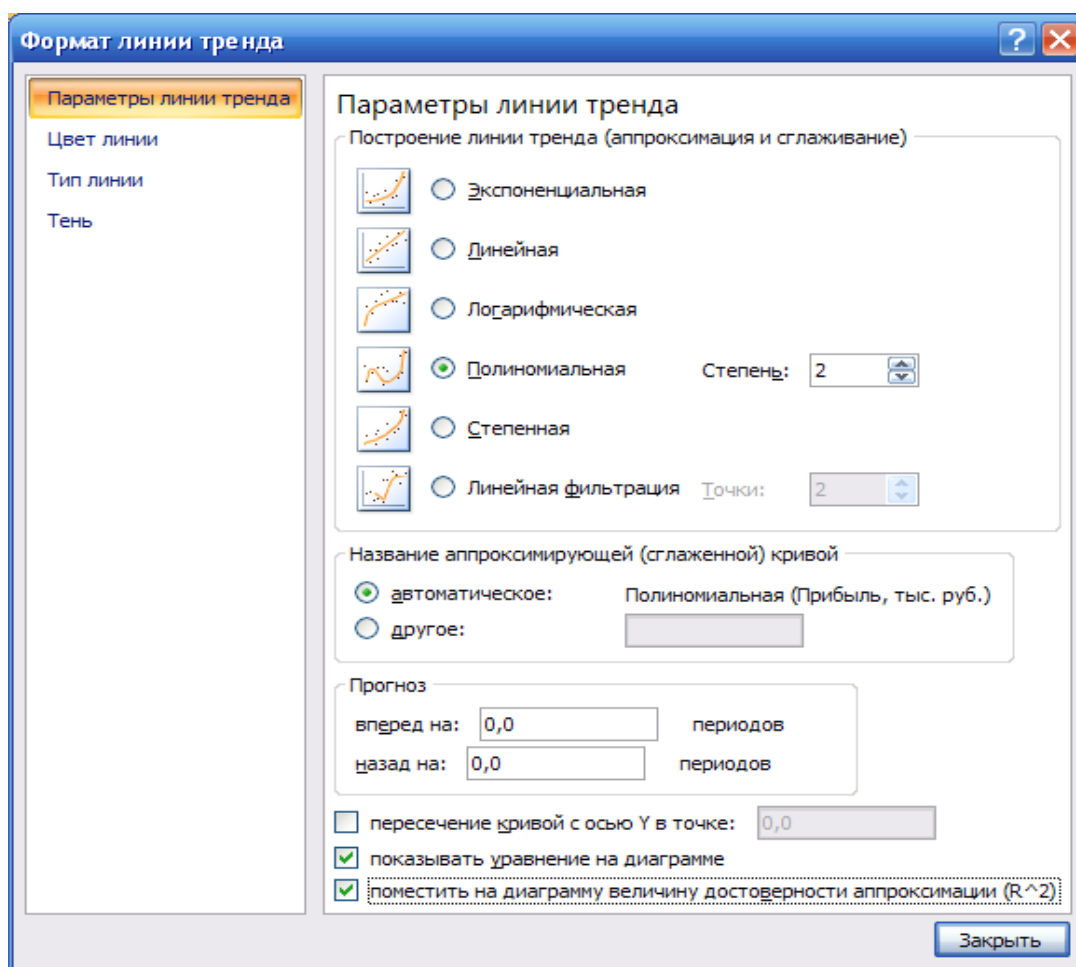 Формат линии тренда
?
Параметры линии тренда
Цвет линии
Тип линии
Тень
Параметры линии тренда
Построение линии тренда (аппроксимация и сглаживание)
Экспоненциальная
Линейная
Логарифмическая
Полиномиальная Степень: 2
Степенная
Линейная фильтрация Точки: 2
Название аппроксимирующей (сглаженной) кривой
автоматическое: Полиномиальная (Прибыль, тыс. руб.)
другое:
Прогноз
вперед на: 0,0 периодов
назад на: 0,0 периодов
пересечение кривой с осью Y в точке: 0,0
показывать уравнение на диаграмме
поместить на диаграмму величину достоверности аппроксимации (R^2)
Закрыть